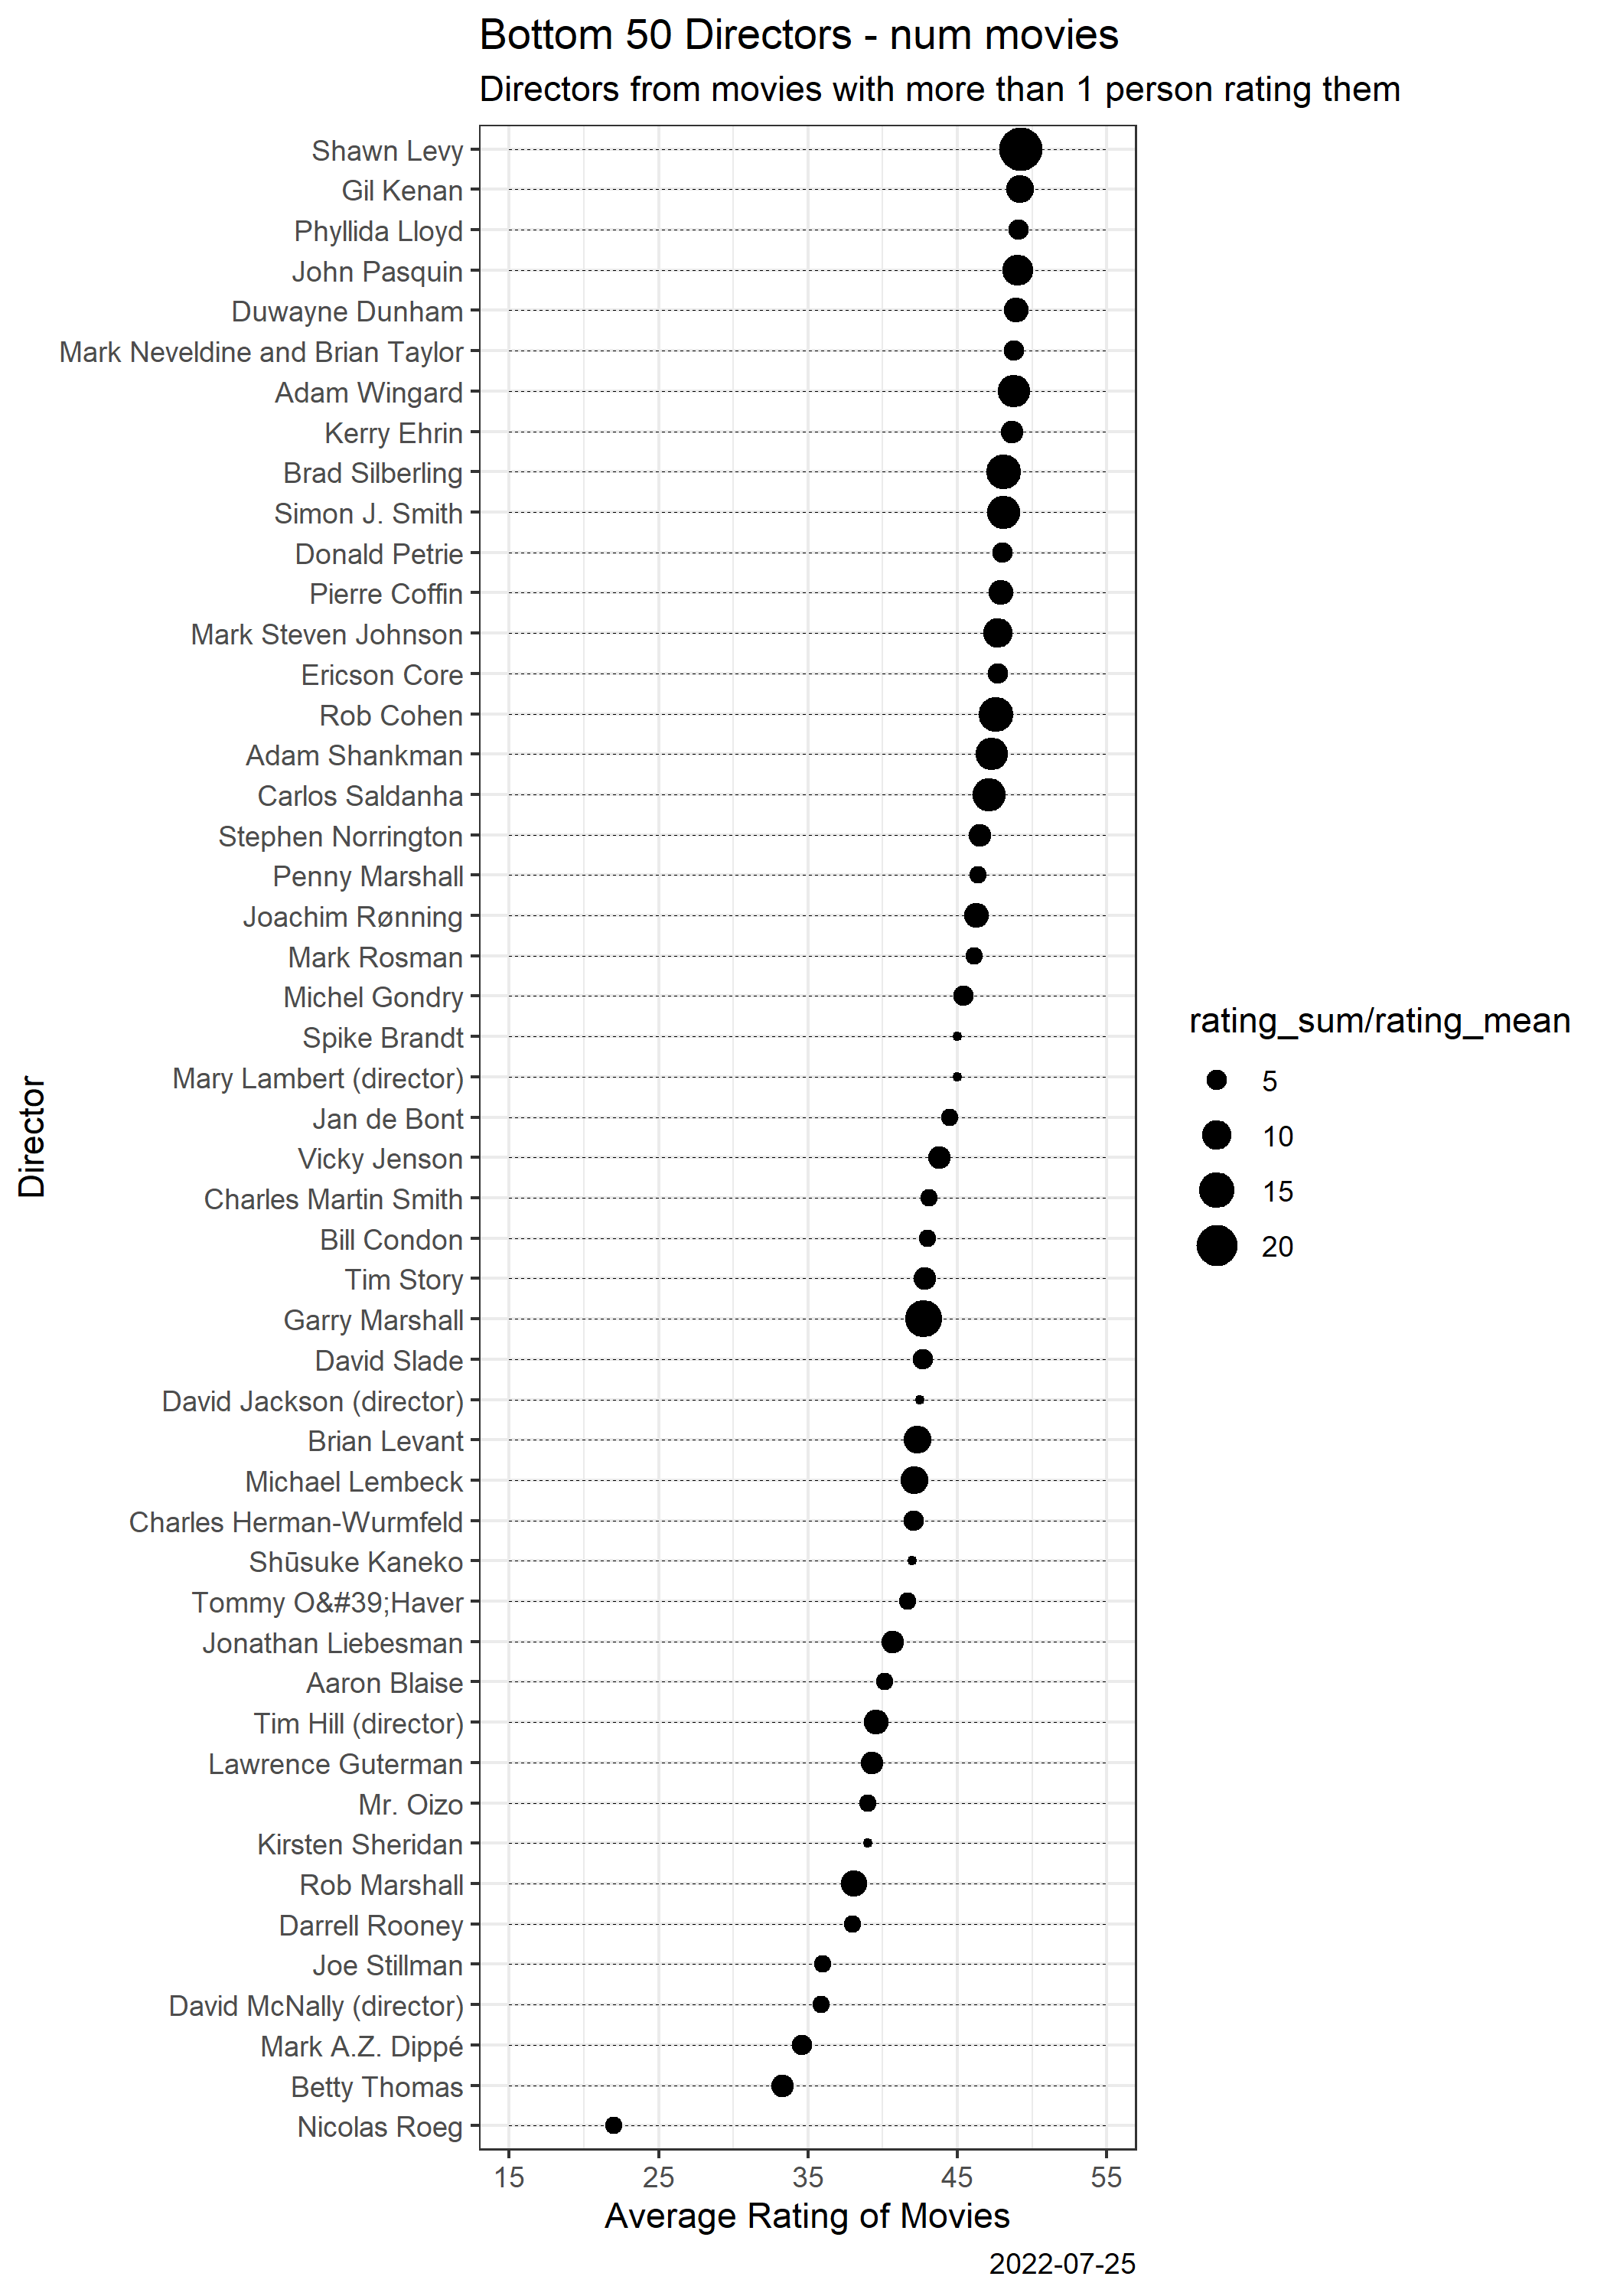 Bottom 50 Directors - num movies
Directors from movies with more than 1 person rating them
Shawn Levy
Gil Kenan
Phyllida Lloyd
John Pasquin
Duwayne Dunham
Mark Neveldine and Brian Taylor
Adam Wingard
Kerry Ehrin
Brad Silberling
Simon J. Smith
Donald Petrie
Pierre Coffin
Mark Steven Johnson
Ericson Core
Rob Cohen
Adam Shankman
Carlos Saldanha
Stephen Norrington
Penny Marshall
Joachim Rønning
Mark Rosman
Michel Gondry
Spike Brandt
Mary Lambert (director)
Jan de Bont
Vicky Jenson
Charles Martin Smith
Bill Condon
Tim Story
Garry Marshall
David Slade
David Jackson (director)
Brian Levant
Michael Lembeck
Charles Herman-Wurmfeld
Shūsuke Kaneko
Tommy O&#39;Haver
Jonathan Liebesman
Aaron Blaise
Tim Hill (director)
Lawrence Guterman
Mr. Oizo
Kirsten Sheridan
Rob Marshall
Darrell Rooney
Joe Stillman
David McNally (director)
Mark A.Z. Dippé
Betty Thomas
Nicolas Roeg
Director
15 25 35 45 55
Average Rating of Movies
2022-07-25
rating_sum/rating_mean
5
10
15
20